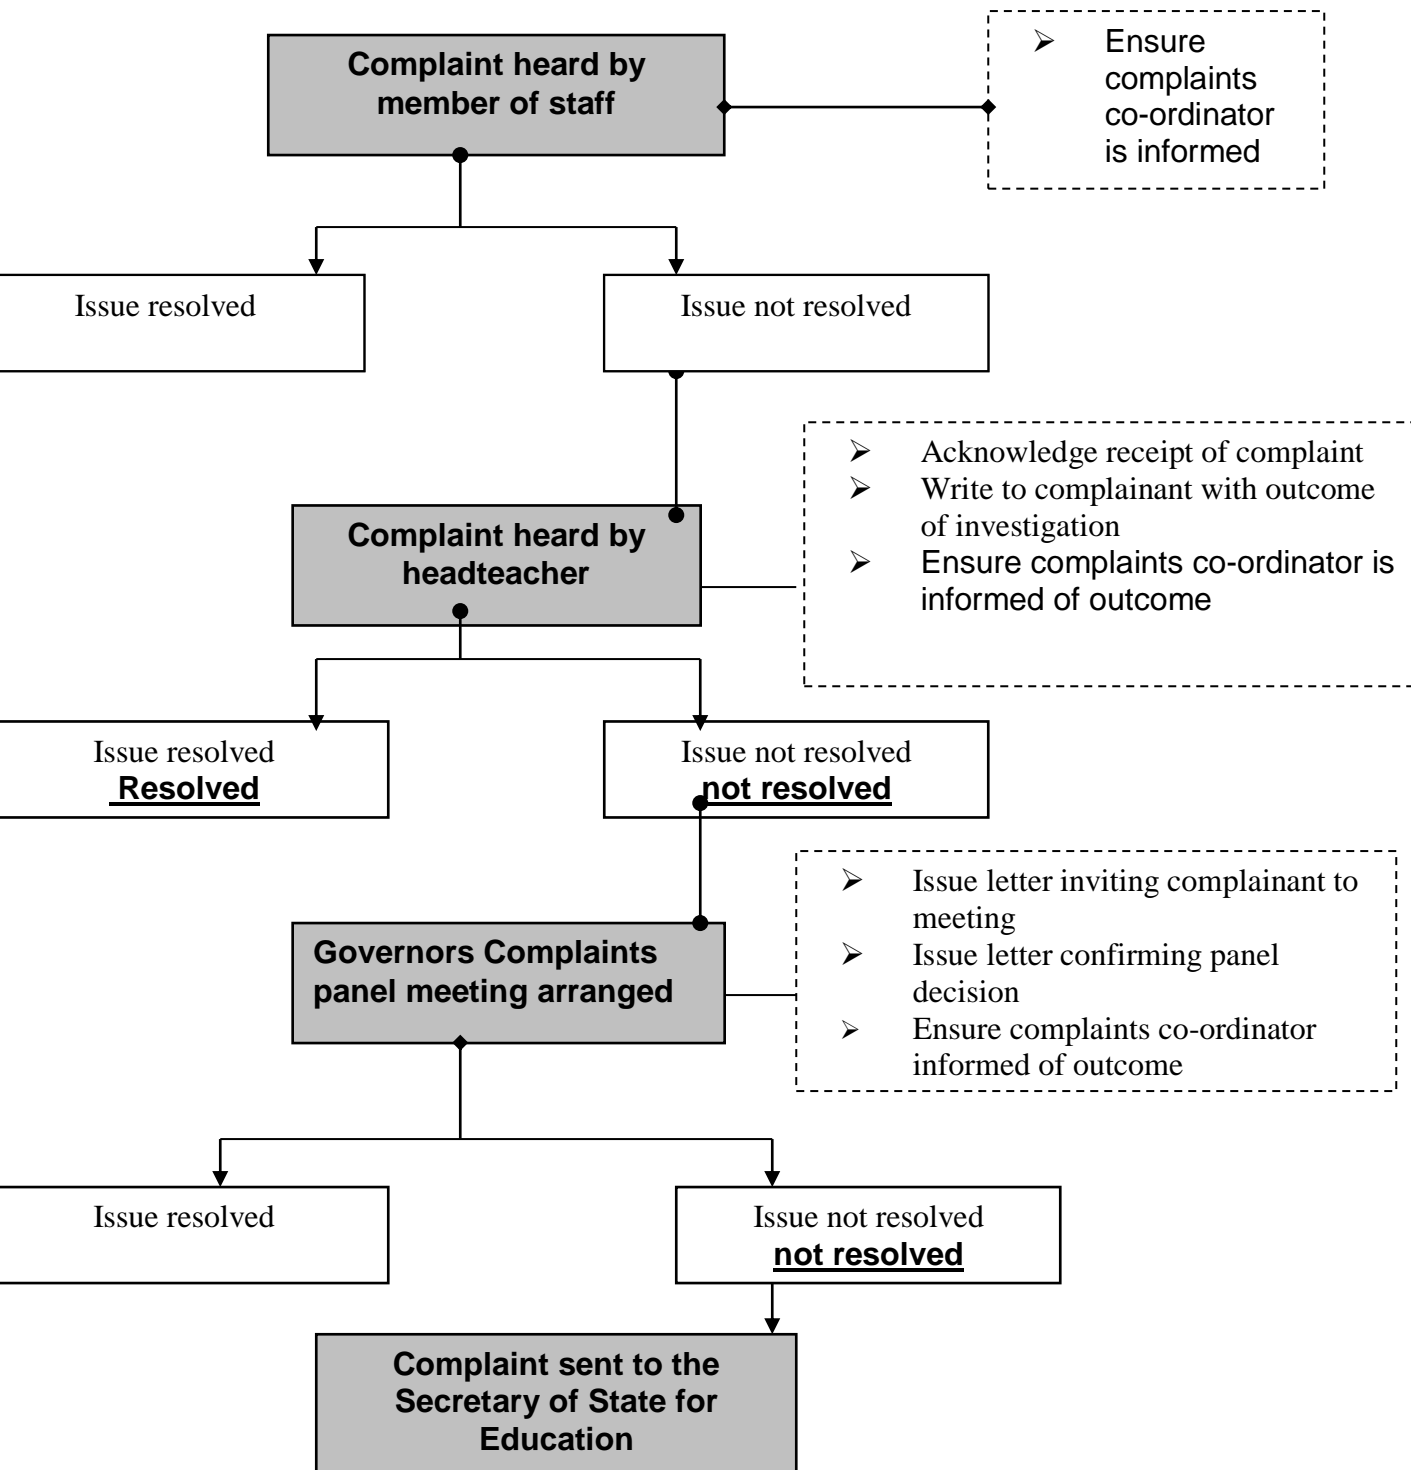 Complaint heard by
member of staff
➢ Ensure
complaints
co-ordinator
is informed
Issue resolved
Issue not resolved
➢ Acknowledge receipt of complaint
➢ Write to complainant with outcome
of investigation
➢ Ensure complaints co-ordinator is
informed of outcome
Complaint heard by
headteacher
Issue resolved
Resolved
Issue not resolved
not resolved
➢ Issue letter inviting complainant to
meeting
➢ Issue letter confirming panel
decision
➢ Ensure complaints co-ordinator
informed of outcome
Governors Complaints
panel meeting arranged
Issue resolved
Issue not resolved
not resolved
Complaint sent to the
Secretary of State for
Education